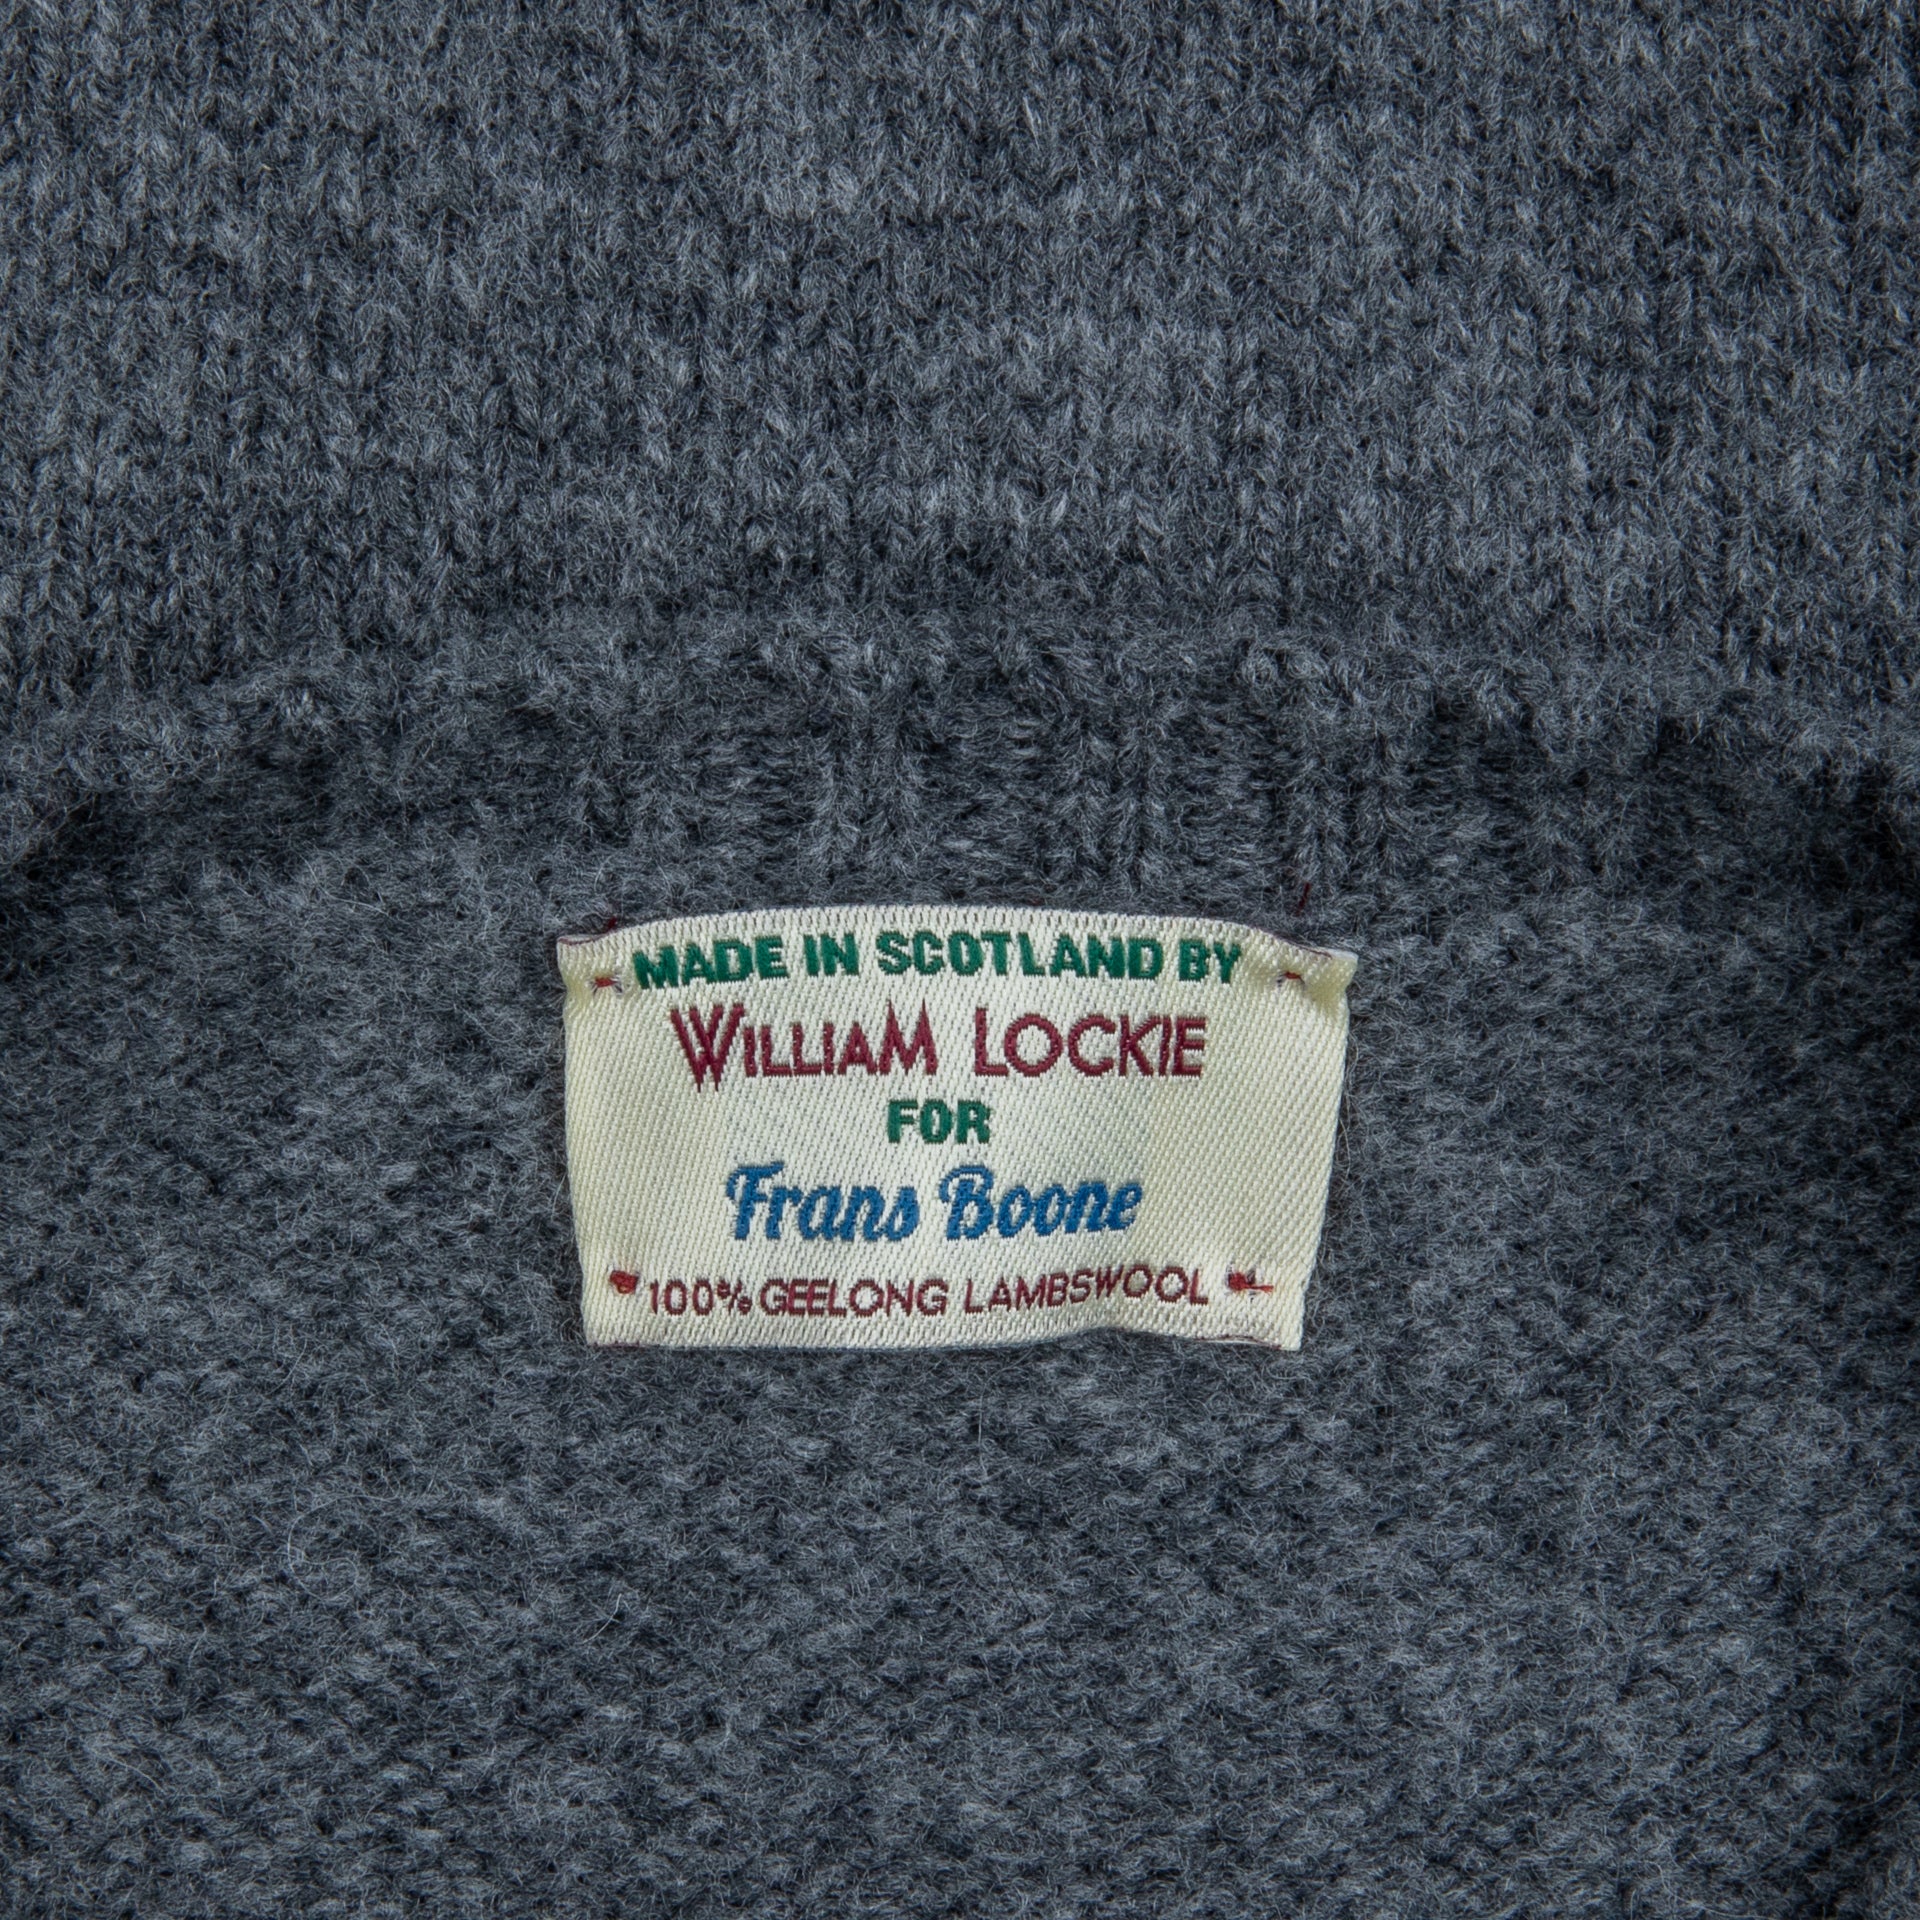 MADE IN SCOTLAND BY
WILLIAM LOCKIE
FOR
Frans Boone
100% GEELONG LAMBSWOOL